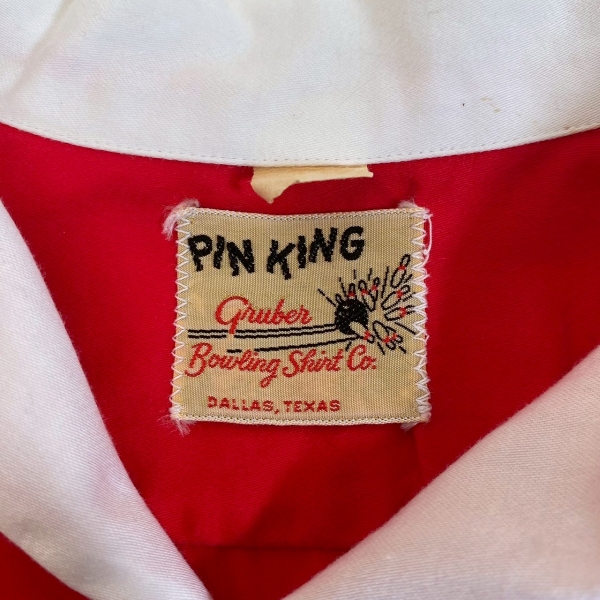 PIN KING
Gruber
Bowling Shirt Co.
DALLAS, TEXAS